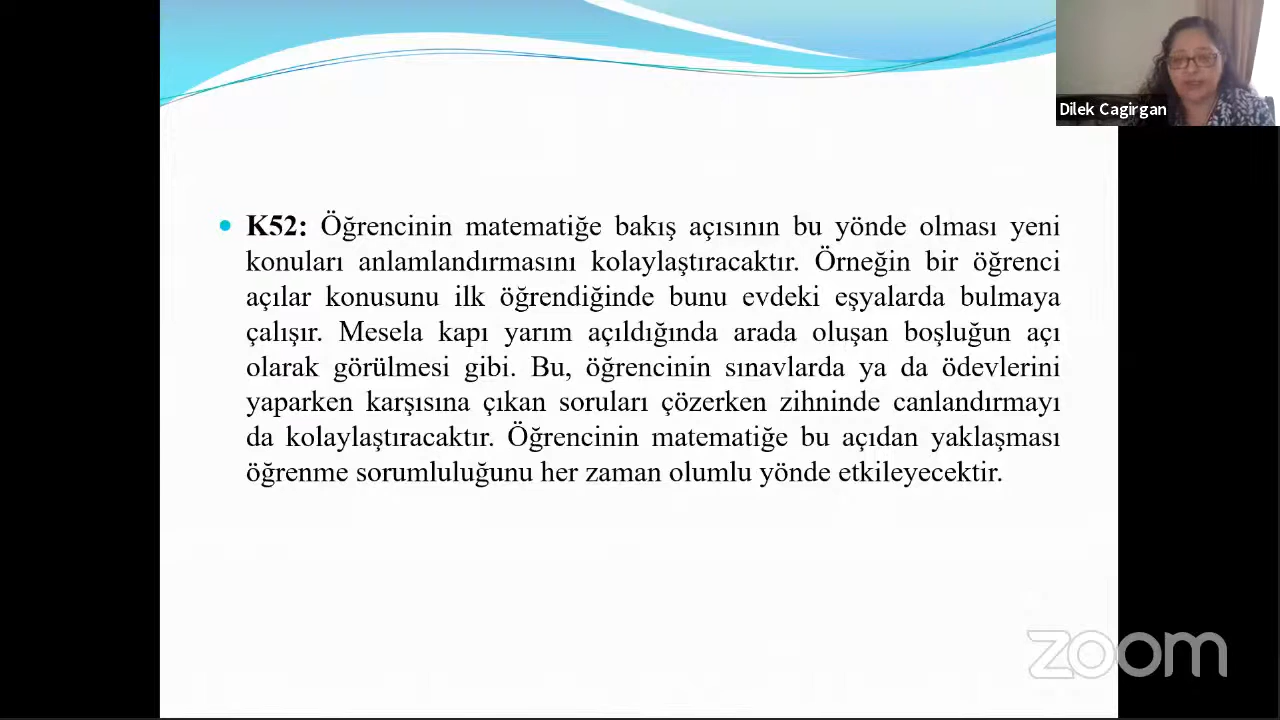 Dilek Cagirgan
K52: Öğrencinin matematiğe bakış açısının bu yönde olması yeni
konuları anlamlandırmasını kolaylaştıracaktır. Örneğin bir öğrenci
açılar konusunu ilk öğrendiğinde bunu evdeki eşyalarda bulmaya
çalışır. Mesela kapı yarım açıldığında arada oluşan boşluğun açı
olarak görülmesi gibi. Bu, öğrencinin sınavlarda ya da ödevlerini
yaparken karşısına çıkan soruları çözerken zihninde canlandırmayı
da kolaylaştıracaktır. Öğrencinin matematiğe bu açıdan yaklaşması
öğrenme sorumluluğunu her zaman olumlu yönde etkileyecektir.
zoom